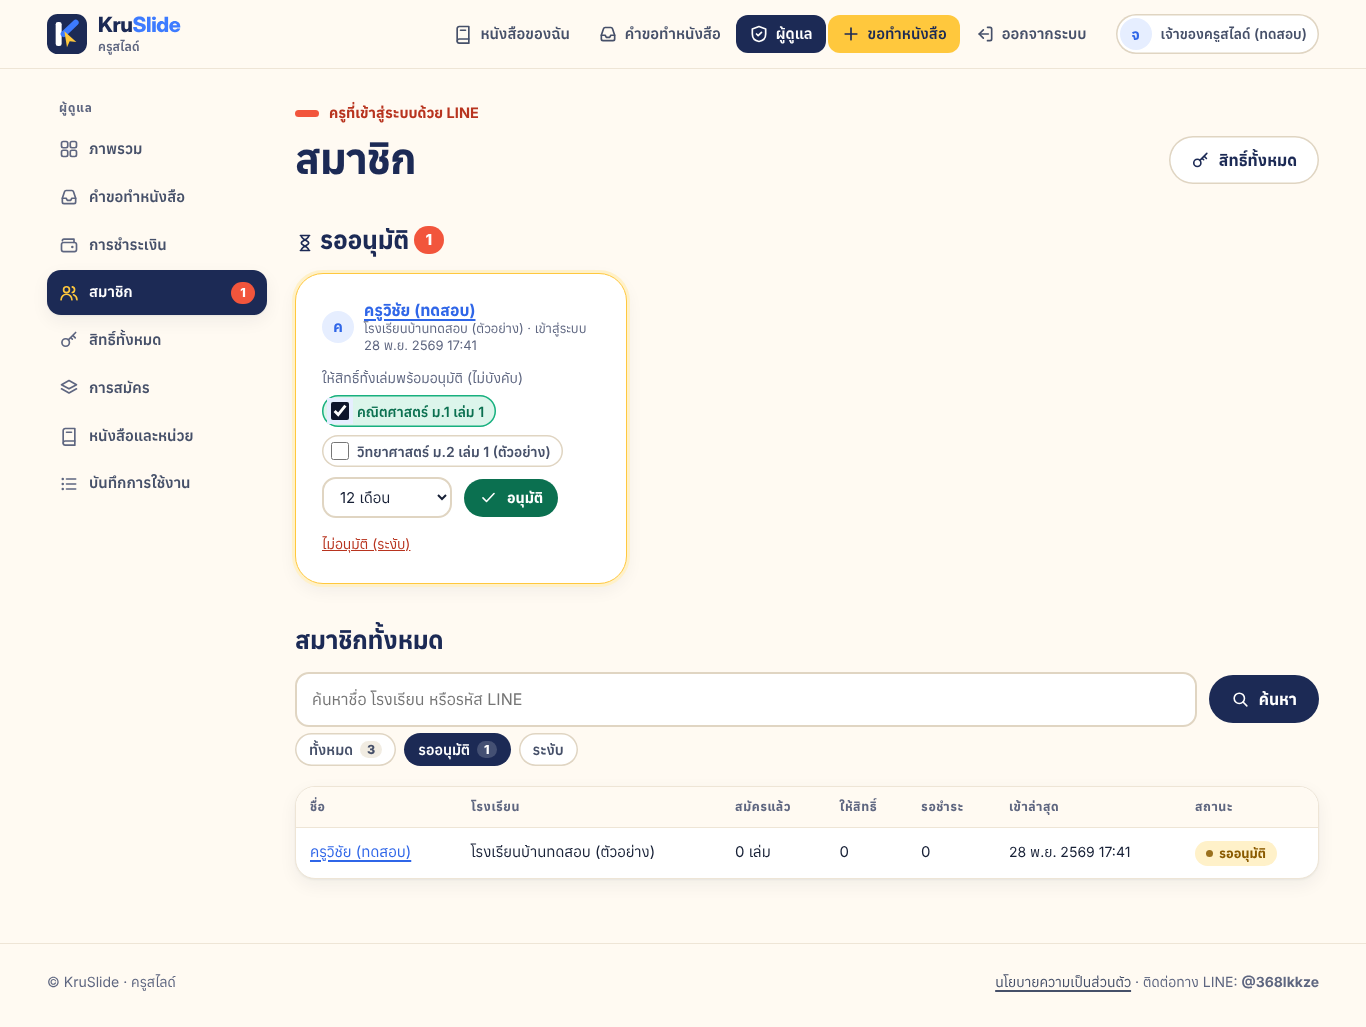 KruSlide
ครูสไลด์
หนังสือของฉัน
คำขอทำหนังสือ
ผู้ดูแล
ขอทำหนังสือ
ออกจากระบบ
จ
เจ้าของครูสไลด์ (ทดสอบ)
ผู้ดูแล
ภาพรวม
คำขอทำหนังสือ
การชำระเงิน
สมาชิก 1
สิทธิ์ทั้งหมด
การสมัคร
หนังสือและหน่วย
บันทึกการใช้งาน
ครูที่เข้าสู่ระบบด้วย LINE
สมาชิก
สิทธิ์ทั้งหมด
รออนุมัติ 1
ค
ครูวิชัย (ทดสอบ)
โรงเรียนบ้านทดสอบ (ตัวอย่าง) · เข้าสู่ระบบ
28 พ.ย. 2569 17:41
ให้สิทธิ์ทั้งเล่มพร้อมอนุมัติ (ไม่บังคับ)
คณิตศาสตร์ ม.1 เล่ม 1
วิทยาศาสตร์ ม.2 เล่ม 1 (ตัวอย่าง)
12 เดือน
อนุมัติ
ไม่อนุมัติ (ระงับ)
สมาชิกทั้งหมด
ค้นหาชื่อ โรงเรียน หรือรหัส LINE
ค้นหา
ทั้งหมด 3
รออนุมัติ 1
ระงับ
ชื่อ โรงเรียน สมัครแล้ว ให้สิทธิ์ รอชำระ เข้าล่าสุด สถานะ
ครูวิชัย (ทดสอบ) โรงเรียนบ้านทดสอบ (ตัวอย่าง) 0 เล่ม 0 0 28 พ.ย. 2569 17:41 รออนุมัติ
© KruSlide · ครูสไลด์
นโยบายความเป็นส่วนตัว · ติดต่อทาง LINE: @368lkkze